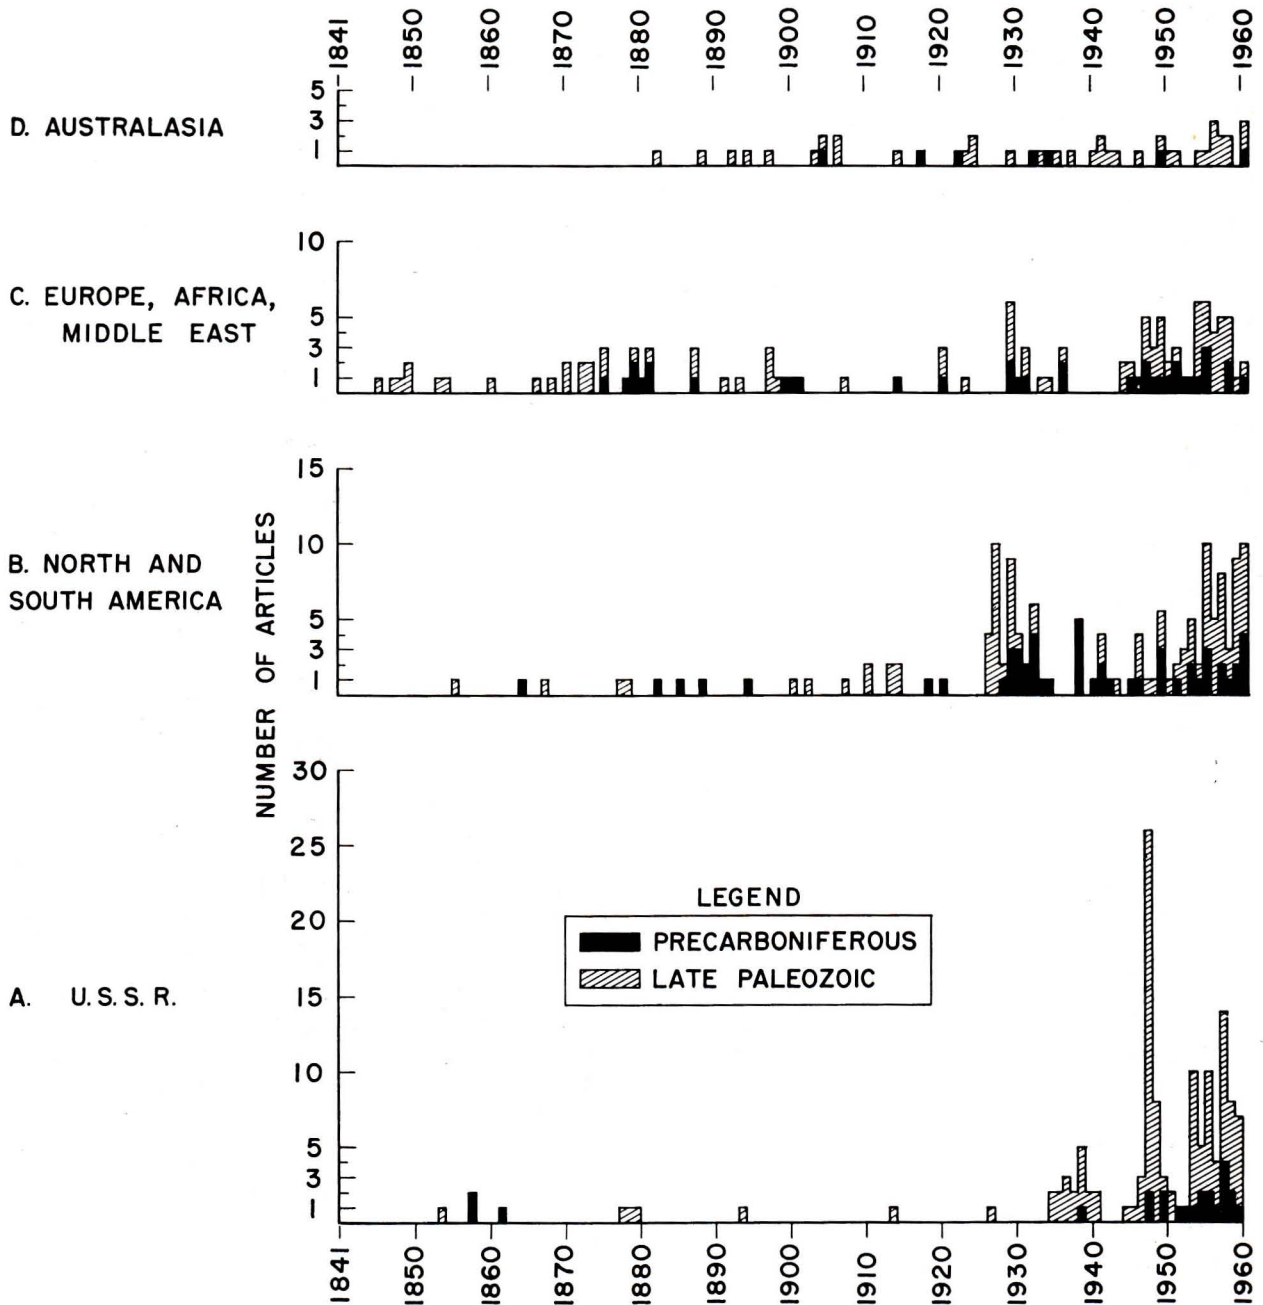 1841 1850 1860 1870 1880 1890 1900 1910 1920 1930 1940 1950 1960
D. AUSTRALASIA
5
3
1
C. EUROPE, AFRICA,
MIDDLE EAST
10
5
3
1
B. NORTH AND
SOUTH AMERICA
15
10
5
3
1
NUMBER OF ARTICLES
A. U.S.S.R.
30
25
20
15
10
5
3
1
LEGEND
PRECARBONIFEROUS
LATE PALEOZOIC
1841 1850 1860 1870 1880 1890 1900 1910 1920 1930 1940 1950 1960